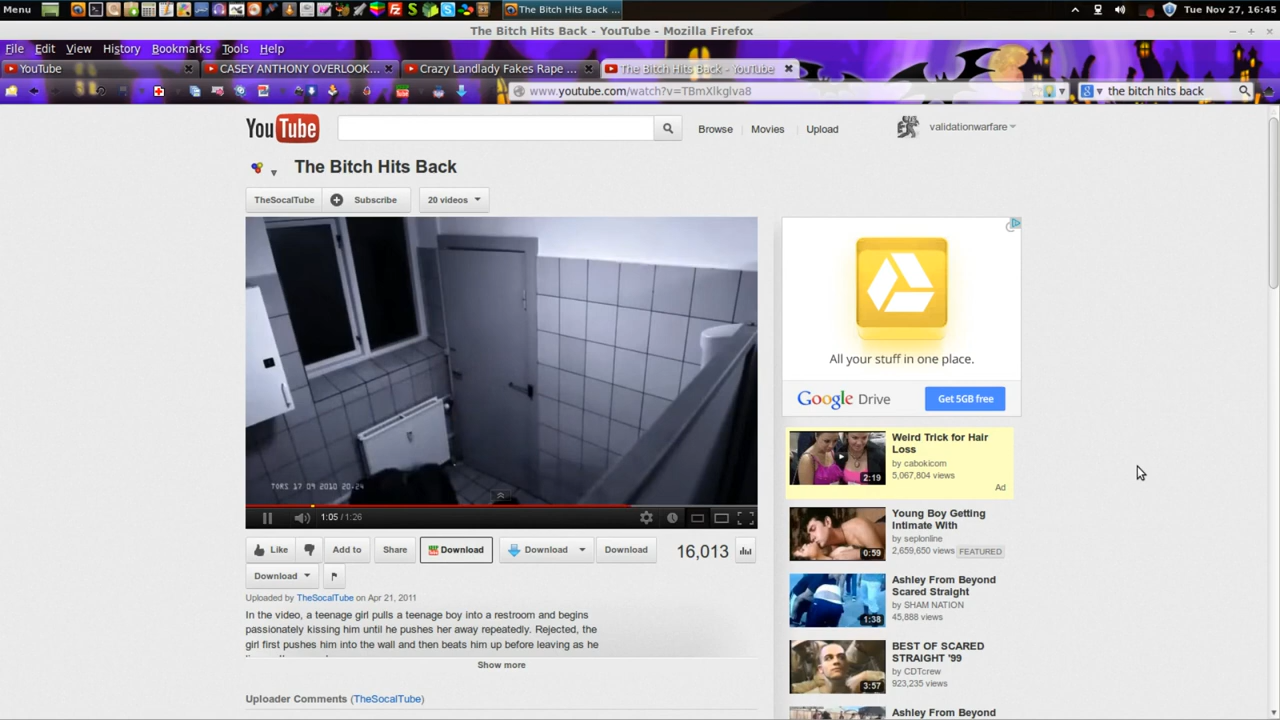 Menu
The Bitch Hits Back ...
Tue Nov 27, 16:45
The Bitch Hits Back - YouTube - Mozilla Firefox
File Edit View History Bookmarks Tools Help
YouTube
CASEY ANTHONY OVERLOOK...
Crazy Landlady Fakes Rape ...
The Bitch Hits Back - YouTube
www.youtube.com/watch?v=TBmXlkglva8
the bitch hits back
YouTube
Browse | Movies | Upload
validationwarfare
The Bitch Hits Back
TheSocalTube
Subscribe
20 videos
TORS 17 09 2010 20:24
1:05 / 1:26
Like
Add to
Share
Download
Download
Download
16,013
Download
Uploaded by TheSocalTube on Apr 21, 2011
In the video, a teenage girl pulls a teenage boy into a restroom and begins
passionately kissing him until he pushes her away repeatedly. Rejected, the
girl first pushes him into the wall and then beats him up before leaving as he
Show more
Uploader Comments (TheSocalTube)
All your stuff in one place.
Google Drive
Get 5GB free
Weird Trick for Hair
Loss
by cabokicom
5,067,804 views
2:19
Ad
Young Boy Getting
Intimate With
by seplonline
2,659,650 views FEATURED
0:59
Ashley From Beyond
Scared Straight
by SHAM NATION
45,888 views
1:38
BEST OF SCARED
STRAIGHT '99
by CDTcrew
923,235 views
3:57
Ashley From Beyond